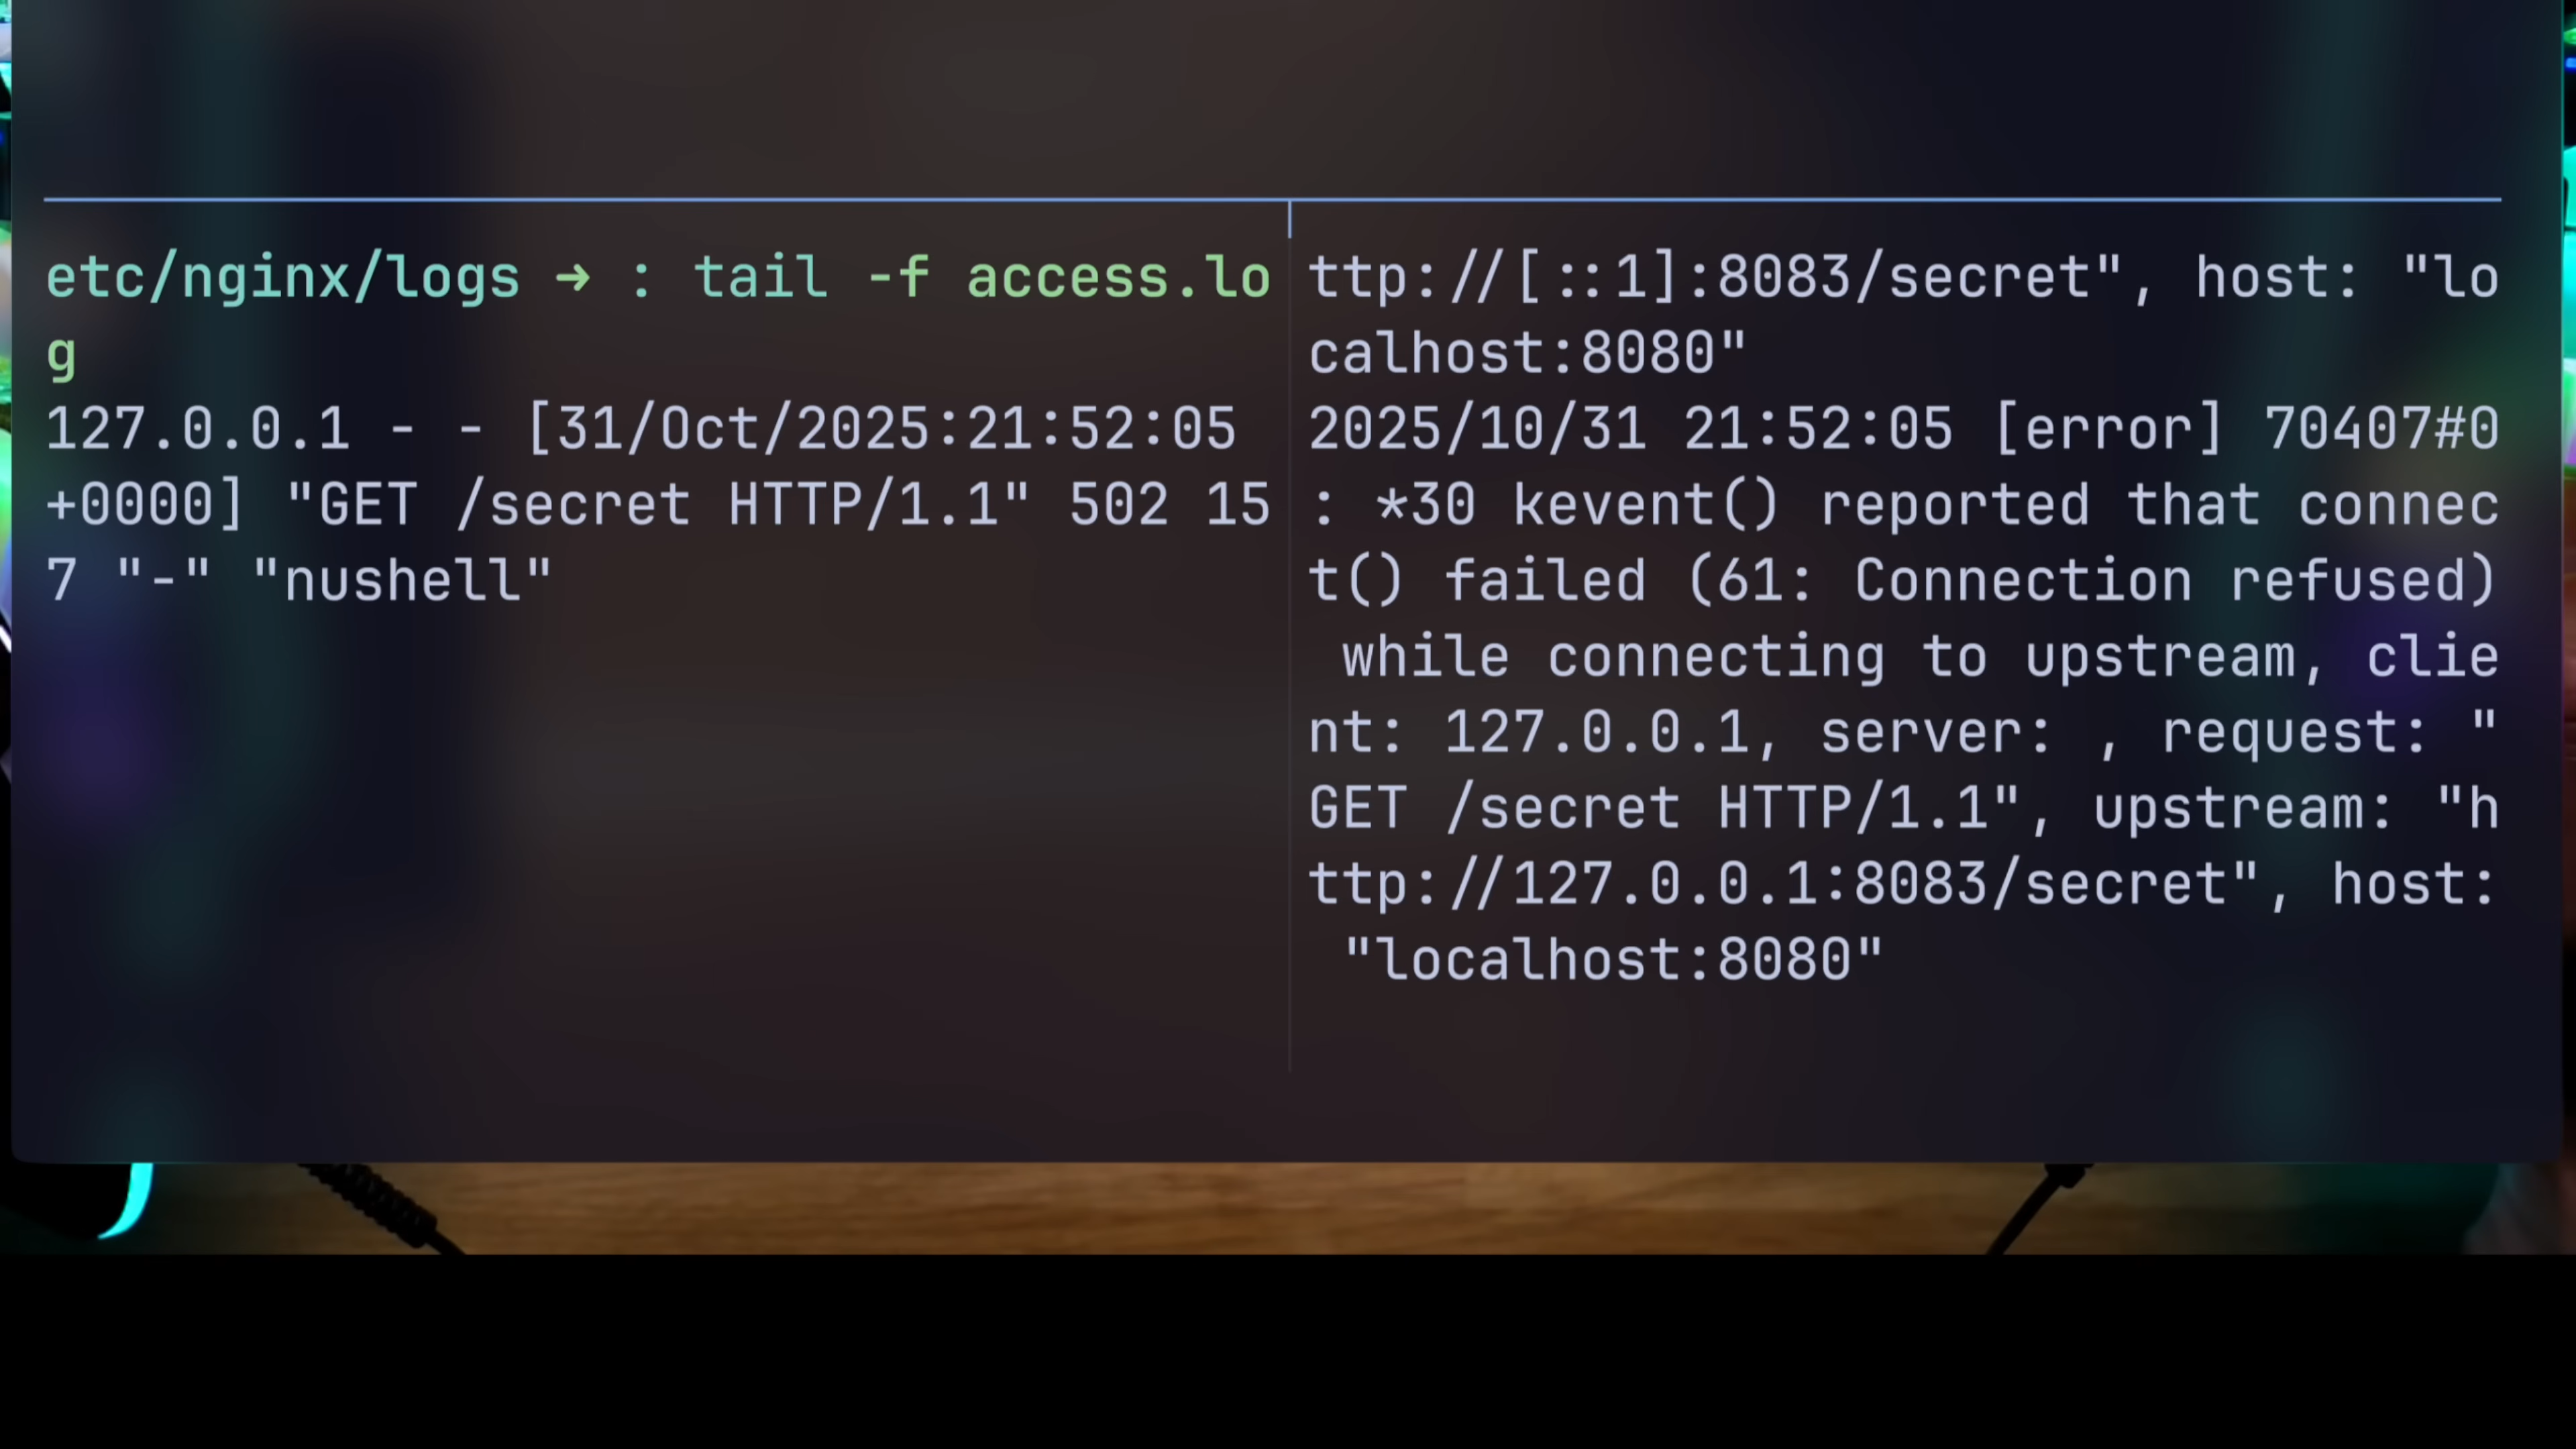 etc/nginx/logs ➜ : tail -f access.lo
g
127.0.0.1 - - [31/Oct/2025:21:52:05
+0000] "GET /secret HTTP/1.1" 502 15
7 "-" "nushell"
ttp://[::1]:8083/secret", host: "lo
calhost:8080"
2025/10/31 21:52:05 [error] 70407#0
: *30 kevent() reported that connec
t() failed (61: Connection refused)
while connecting to upstream, clie
nt: 127.0.0.1, server: , request: "
GET /secret HTTP/1.1", upstream: "h
ttp://127.0.0.1:8083/secret", host:
"localhost:8080"